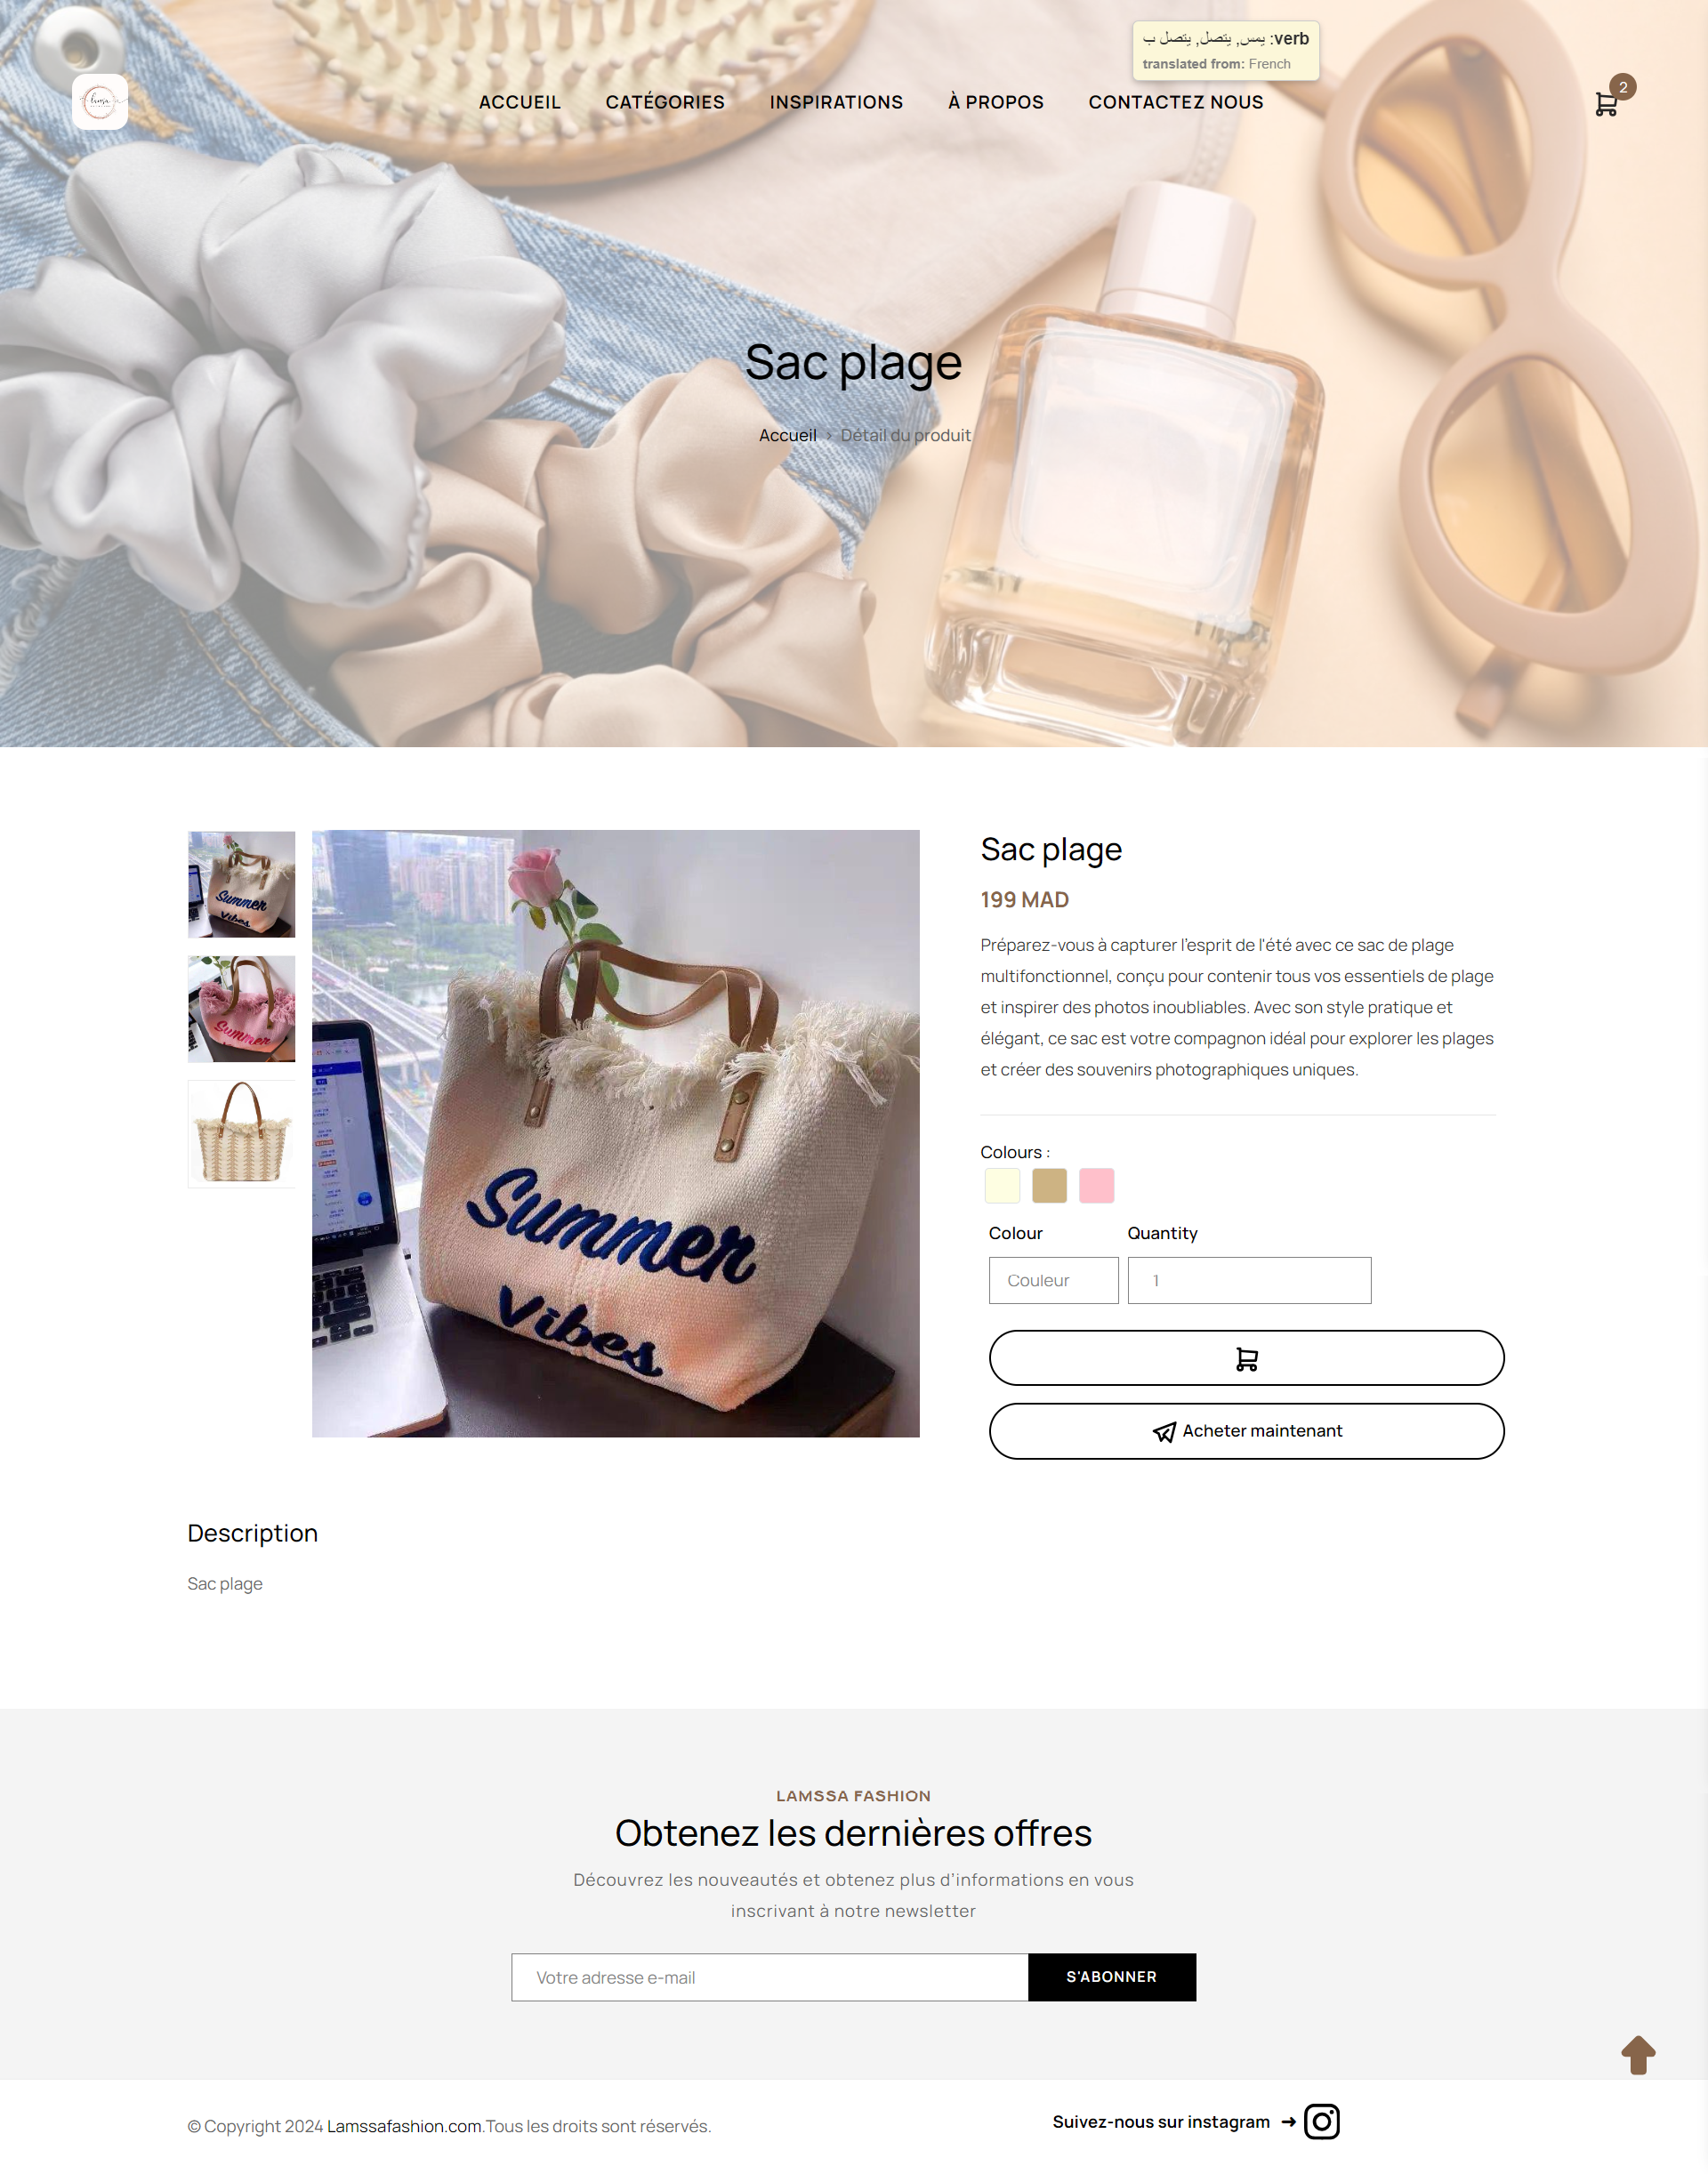 verb: يمس, يتصل, يتصل ب
translated from: French
lamsa
2
ACCUEIL CATÉGORIES INSPIRATIONS À PROPOS CONTACTEZ NOUS
Sac plage
Accueil > Détail du produit
Sac plage
199 MAD
Préparez-vous à capturer l'esprit de l'été avec ce sac de plage
multifonctionnel, conçu pour contenir tous vos essentiels de plage
et inspirer des photos inoubliables. Avec son style pratique et
élégant, ce sac est votre compagnon idéal pour explorer les plages
et créer des souvenirs photographiques uniques.
Summer
Vibes
Summer
Summer
Vibes
Colours :
Colour Quantity
Couleur 1
Acheter maintenant
Description
Sac plage
LAMSSA FASHION
Obtenez les dernières offres
Découvrez les nouveautés et obtenez plus d'informations en vous
inscrivant à notre newsletter
Votre adresse e-mail S'ABONNER
© Copyright 2024 Lamssafashion.com.Tous les droits sont réservés.
Suivez-nous sur instagram ➜